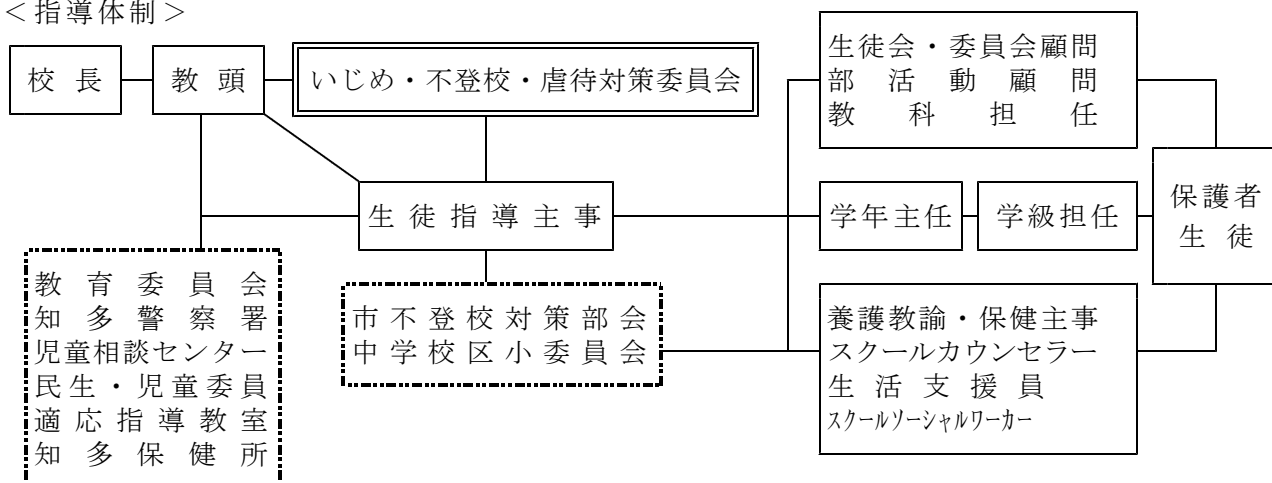 ＜指導体制＞
校長
教頭
いじめ・不登校・虐待対策委員会
生徒会・委員会顧問
部活動顧問
教科担任
生徒指導主事
学年主任
学級担任
保護者
生徒
教育委員会
知多警察署
児童相談センター
民生・児童委員
適応指導教室
知多保健所
市不登校対策部会
中学校区小委員会
養護教諭・保健主事
スクールカウンセラー
生活支援員
スクールソーシャルワーカー